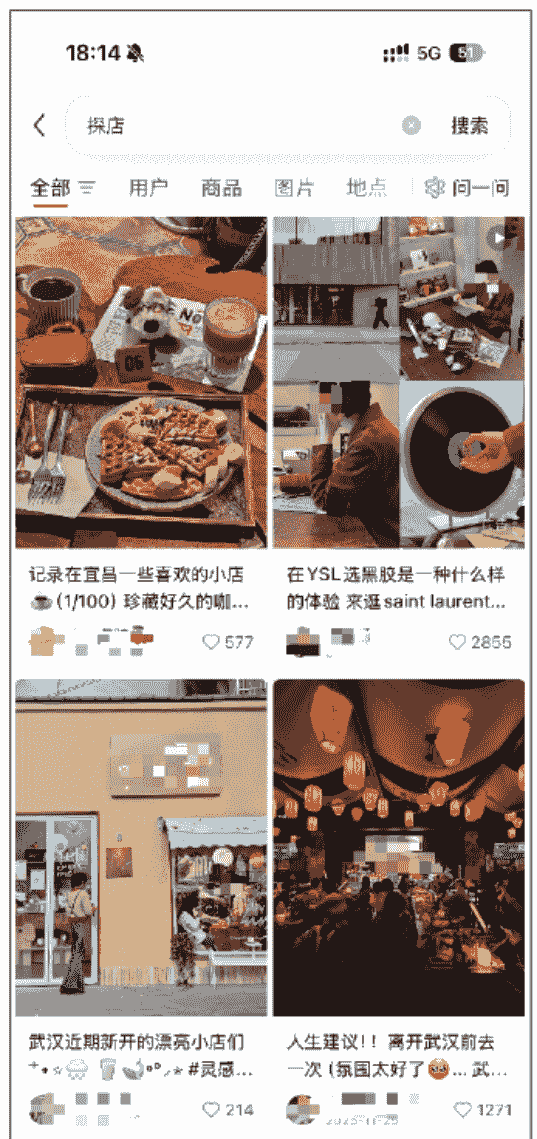 18:14
5G 51
探店
搜索
全部
用户
商品
图片
地点
问一问
06
记录在宜昌一些喜欢的小店
(1/100) 珍藏好久的咖...
577
在YSL选黑胶是一种什么样
的体验 来逛saint laurent...
2855
武汉近期新开的漂亮小店们
#灵感...
214
人生建议！！离开武汉前去
一次（氛围太好了... 武...
2025-11-25
1271